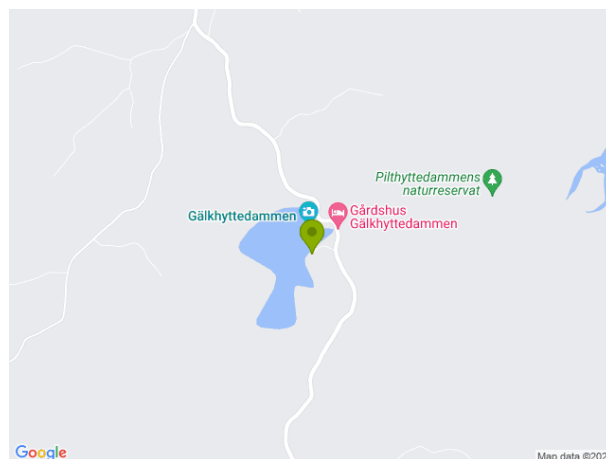 Pilthyttedammens
naturreservat
Gälkhyttedammen
Gårdshus
Gälkhyttedammen
Google
Map data ©202